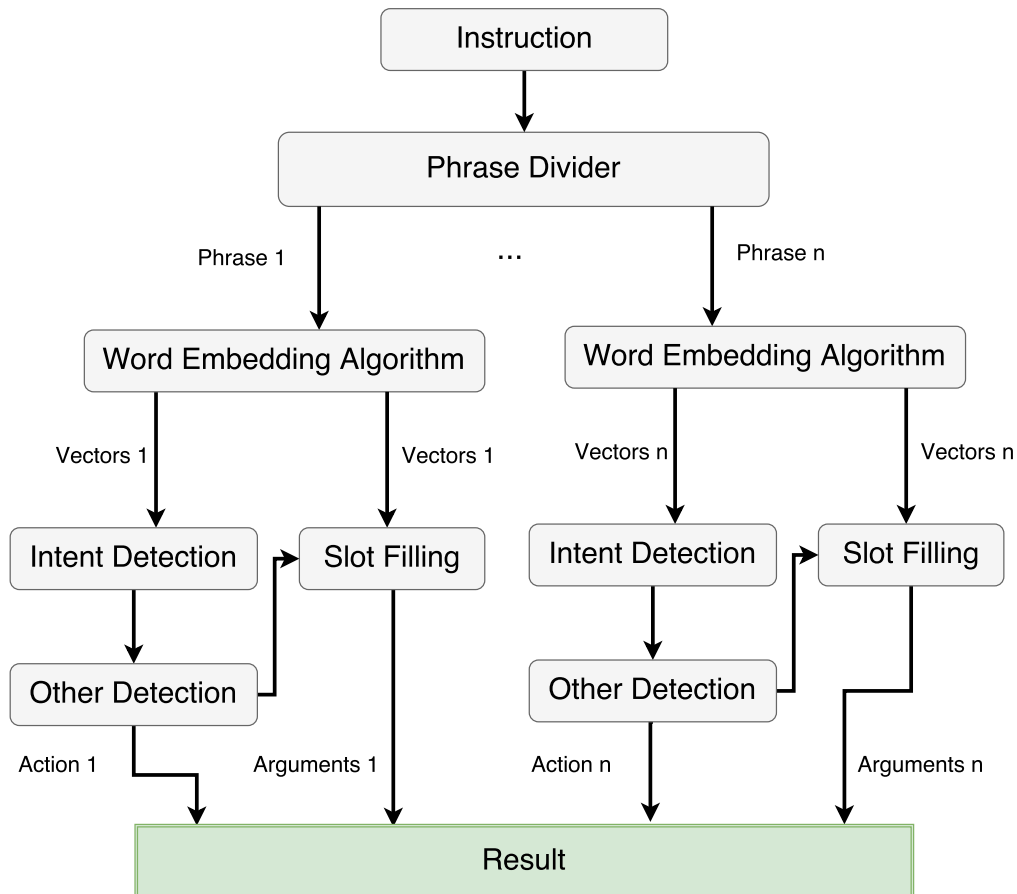 Instruction
Phrase Divider
Phrase 1
...
Phrase n
Word Embedding Algorithm
Word Embedding Algorithm
Vectors 1
Vectors 1
Vectors n
Vectors n
Intent Detection
Slot Filling
Intent Detection
Slot Filling
Other Detection
Other Detection
Action 1
Arguments 1
Action n
Arguments n
Result